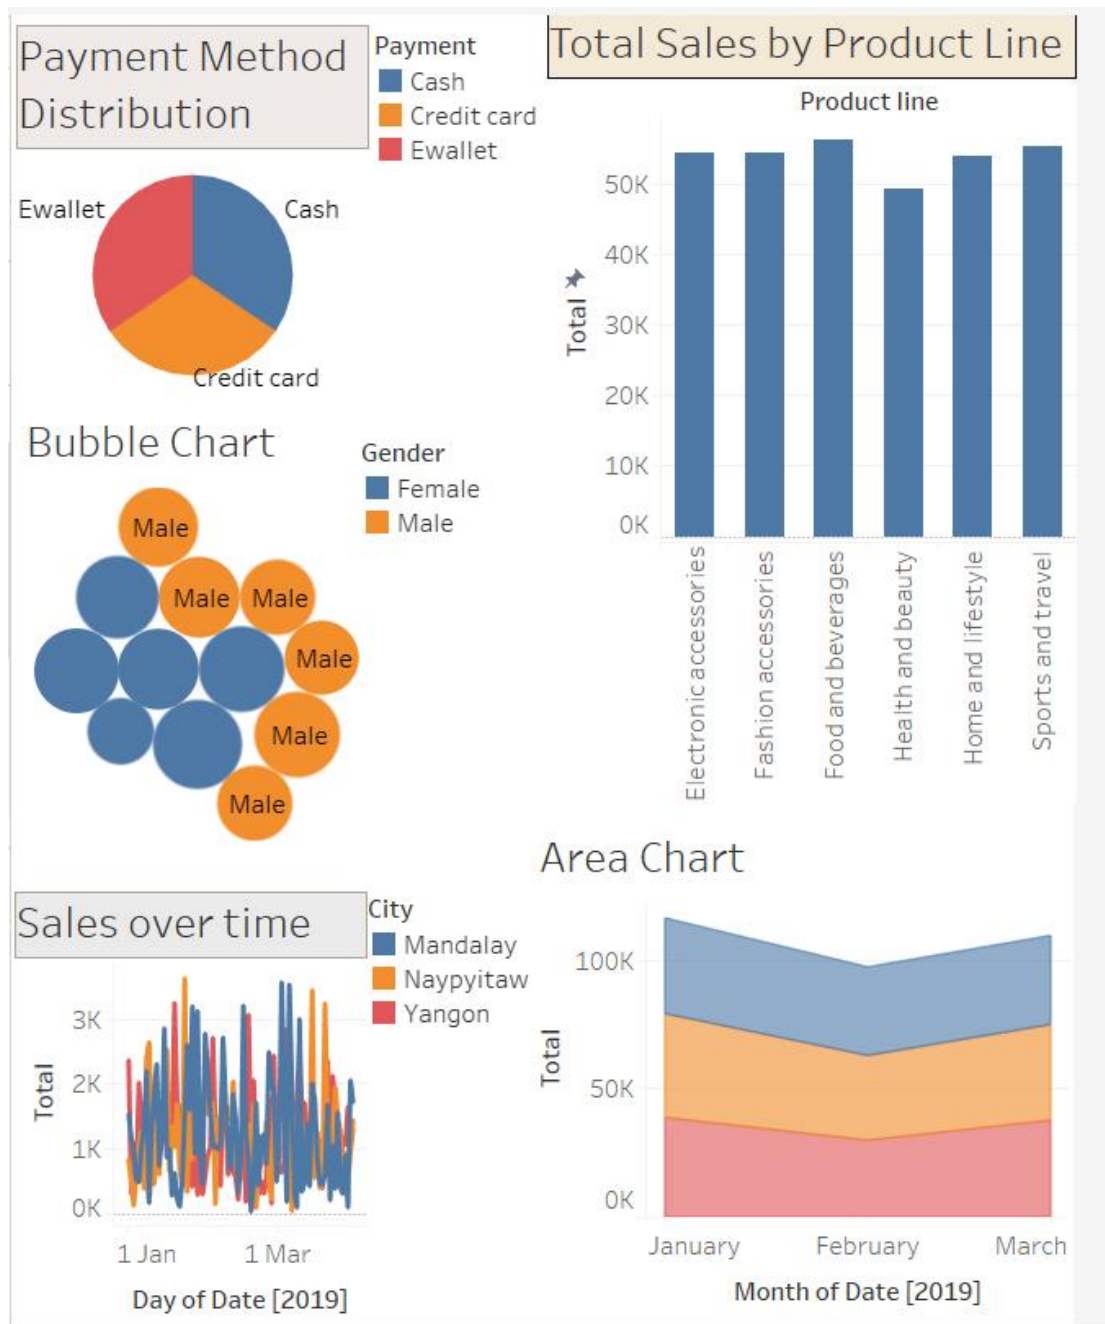 Payment Method
Distribution
Payment
Cash
Credit card
Ewallet
Ewallet
Cash
Credit card
Total Sales by Product Line
Product line
50K
40K
30K
20K
10K
0K
Total
Electronic accessories
Fashion accessories
Food and beverages
Health and beauty
Home and lifestyle
Sports and travel
Bubble Chart
Gender
Female
Male
Male
Male
Male
Male
Male
Male
Sales over time
City
Mandalay
Naypyitaw
Yangon
3K
2K
1K
0K
Total
1 Jan
1 Mar
Day of Date [2019]
Area Chart
100K
50K
0K
Total
January
February
March
Month of Date [2019]